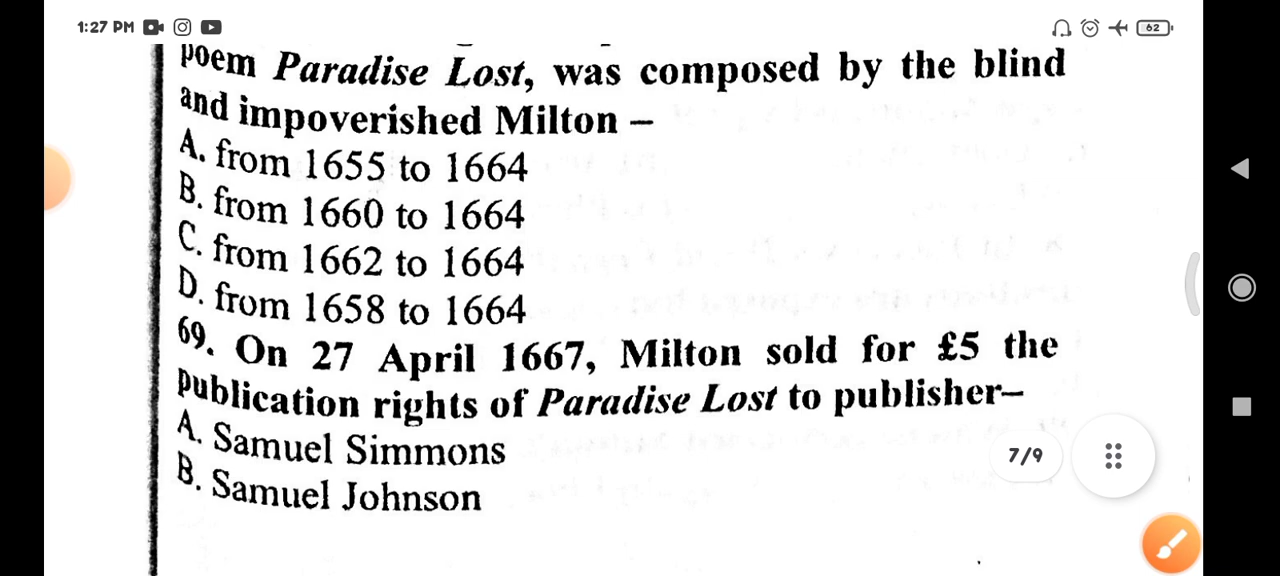 1:27 PM
62
poem Paradise Lost, was composed by the blind
and impoverished Milton –
A. from 1655 to 1664
B. from 1660 to 1664
C. from 1662 to 1664
D. from 1658 to 1664
69. On 27 April 1667, Milton sold for £5 the
publication rights of Paradise Lost to publisher–
A. Samuel Simmons
7/9
B. Samuel Johnson